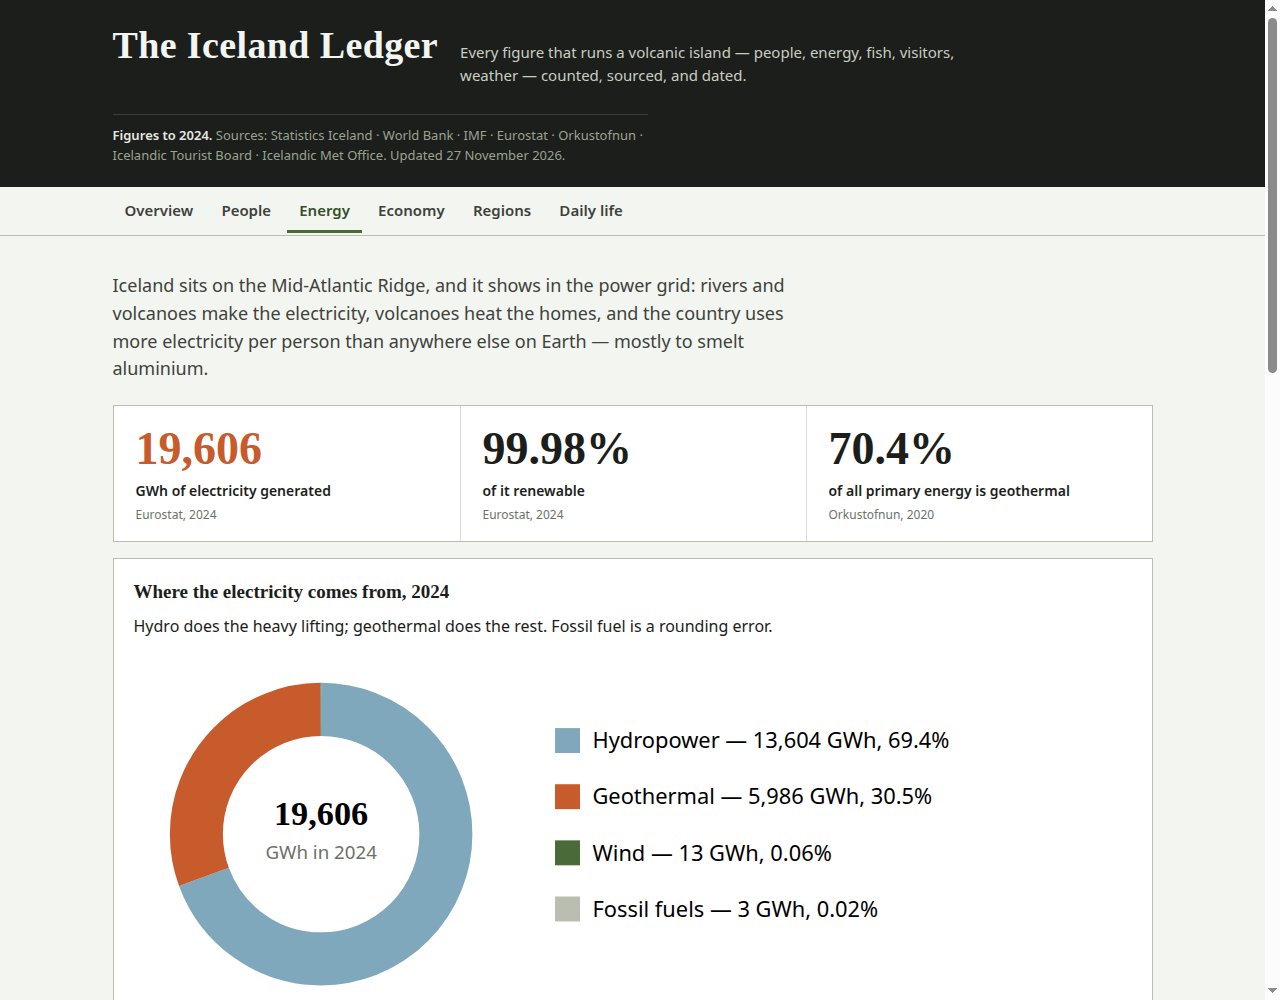 The Iceland Ledger
Every figure that runs a volcanic island — people, energy, fish, visitors,
weather — counted, sourced, and dated.
Figures to 2024. Sources: Statistics Iceland · World Bank · IMF · Eurostat · Orkustofnun ·
Icelandic Tourist Board · Icelandic Met Office. Updated 27 November 2026.
Overview People Energy Economy Regions Daily life
Iceland sits on the Mid-Atlantic Ridge, and it shows in the power grid: rivers and
volcanoes make the electricity, volcanoes heat the homes, and the country uses
more electricity per person than anywhere else on Earth — mostly to smelt
aluminium.
19,606
GWh of electricity generated
Eurostat, 2024
99.98%
of it renewable
Eurostat, 2024
70.4%
of all primary energy is geothermal
Orkustofnun, 2020
Where the electricity comes from, 2024
Hydro does the heavy lifting; geothermal does the rest. Fossil fuel is a rounding error.
19,606
GWh in 2024
Hydropower — 13,604 GWh, 69.4%
Geothermal — 5,986 GWh, 30.5%
Wind — 13 GWh, 0.06%
Fossil fuels — 3 GWh, 0.02%